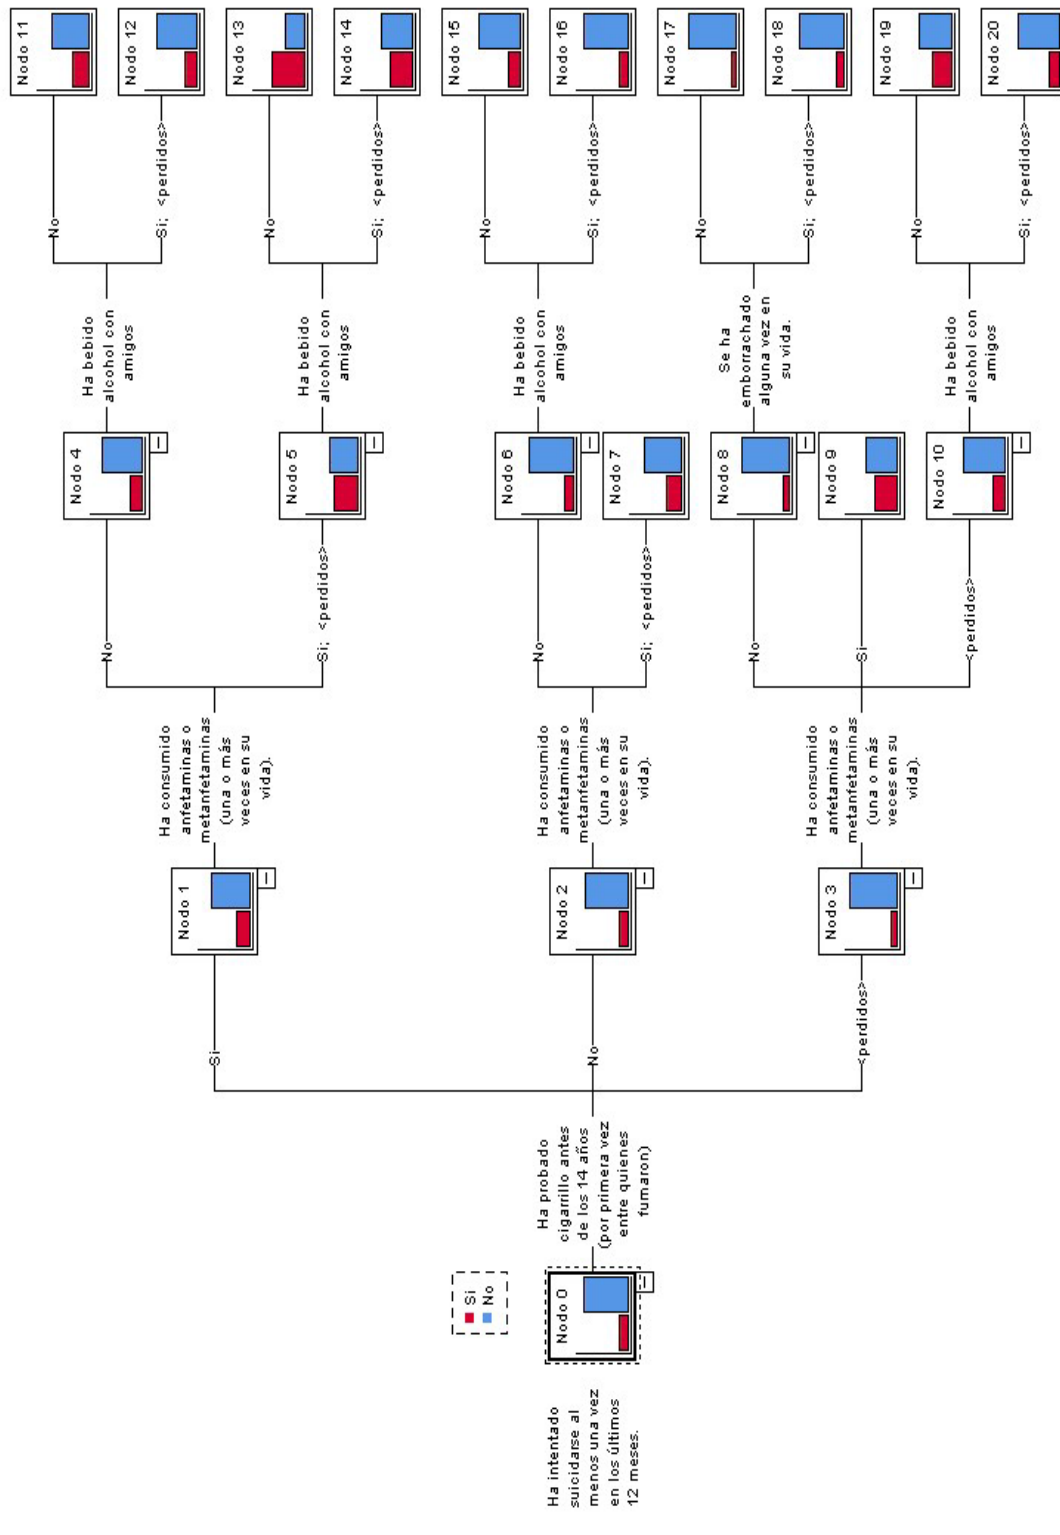 Ha intentado
suicidarse al
menos una vez
en los últimos
12 meses.
Nodo 0
Si
No
Ha probado
cigarrillo antes
de los 14 años
(por primera vez
entre quienes
fumaron)
Si
No
<perdidos>
Nodo 1
Nodo 2
Nodo 3
Ha consumido
anfetaminas o
metanfetaminas
(una o más
veces en su
vida).
Ha consumido
anfetaminas o
metanfetaminas
(una o más
veces en su
vida).
Ha consumido
anfetaminas o
metanfetaminas
(una o más
veces en su
vida).
No
Si; <perdidos>
No
Si; <perdidos>
No
Si
<perdidos>
Nodo 4
Nodo 5
Nodo 6
Nodo 7
Nodo 8
Nodo 9
Nodo 10
Ha bebido
alcohol con
amigos
Ha bebido
alcohol con
amigos
Ha bebido
alcohol con
amigos
Se ha
emborrachado
alguna vez en
su vida.
Ha bebido
alcohol con
amigos
No
Si; <perdidos>
No
Si; <perdidos>
No
Si; <perdidos>
No
Si; <perdidos>
No
Si; <perdidos>
Nodo 11
Nodo 12
Nodo 13
Nodo 14
Nodo 15
Nodo 16
Nodo 17
Nodo 18
Nodo 19
Nodo 20